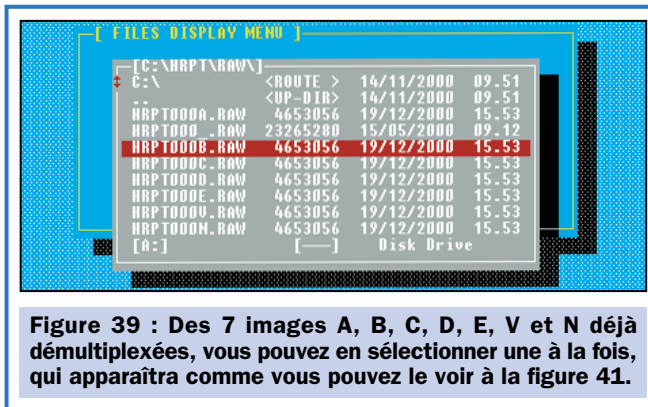 [ FILES DISPLAY MENU ]
[C:\HRPT\RAW\]
C:\ <ROUTE > 14/11/2000 09.51
.. <UP-DIR> 14/11/2000 09.51
HRPT000A.RAW 4653056 19/12/2000 15.53
HRPT000_.RAW 23265280 15/05/2000 09.12
HRPT000B.RAW 4653056 19/12/2000 15.53
HRPT000C.RAW 4653056 19/12/2000 15.53
HRPT000D.RAW 4653056 19/12/2000 15.53
HRPT000E.RAW 4653056 19/12/2000 15.53
HRPT000V.RAW 4653056 19/12/2000 15.53
HRPT000N.RAW 4653056 19/12/2000 15.53
[A:] [——] Disk Drive
Figure 39 : Des 7 images A, B, C, D, E, V et N déjà
démultiplexées, vous pouvez en sélectionner une à la fois,
qui apparaîtra comme vous pouvez le voir à la figure 41.